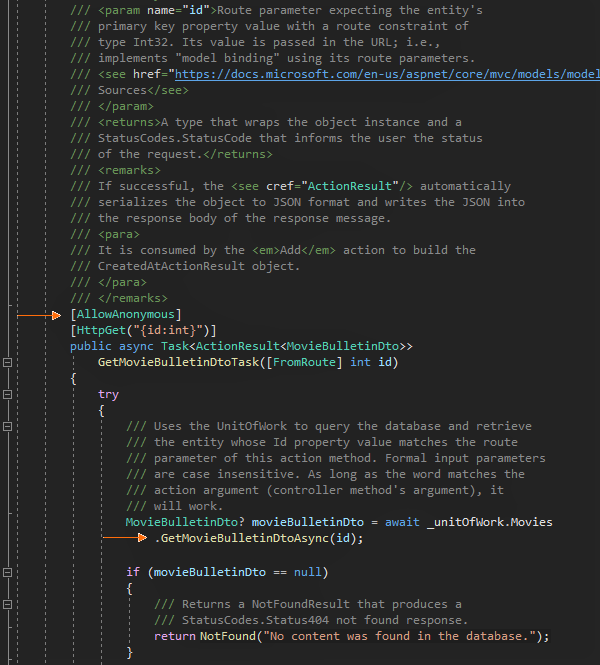 /// <param name="id">Route parameter expecting the entity's
/// primary key property value with a route constraint of
/// type Int32. Its value is passed in the URL; i.e.,
/// implements "model binding" using its route parameters.
/// <see href="https://docs.microsoft.com/en-us/aspnet/core/mvc/models/model
/// Sources</see>
/// </param>
/// <returns>A type that wraps the object instance and a
/// StatusCodes.StatusCode that informs the user the status
/// of the request.</returns>
/// <remarks>
/// If successful, the <see cref="ActionResult"/> automatically
/// serializes the object to JSON format and writes the JSON into
/// the response body of the response message.
/// <para>
/// It is consumed by the <em>Add</em> action to build the
/// CreatedAtActionResult object.
/// </para>
/// </remarks>
[AllowAnonymous]
[HttpGet("{id:int}")]
public async Task<ActionResult<MovieBulletinDto>>
GetMovieBulletinDtoTask([FromRoute] int id)
{
try
{
/// Uses the UnitOfWork to query the database and retrieve
/// the entity whose Id property value matches the route
/// parameter of this action method. Formal input parameters
/// are case insensitive. As long as the word matches the
/// action argument (controller method's argument), it
/// will work.
MovieBulletinDto? movieBulletinDto = await _unitOfWork.Movies
.GetMovieBulletinDtoAsync(id);
if (movieBulletinDto == null)
{
/// Returns a NotFoundResult that produces a
/// StatusCodes.Status404 not found response.
return NotFound("No content was found in the database.");
}